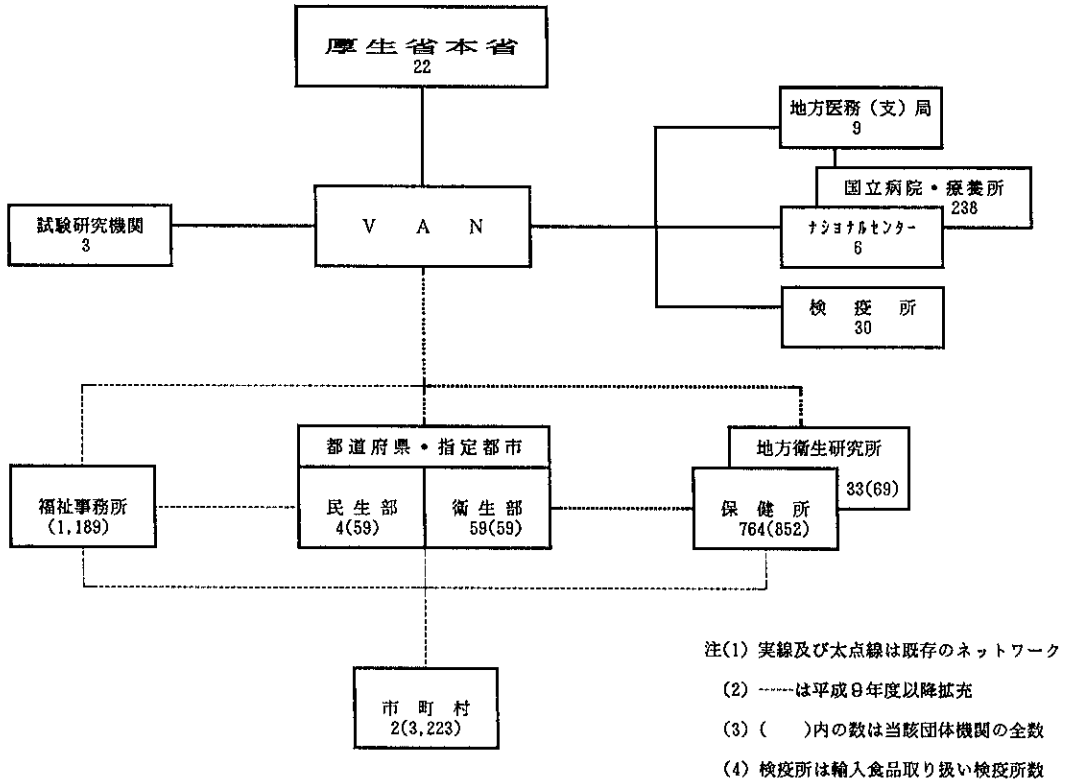 厚生省本省
22
地方医務（支）局
9
国立病院・療養所
238
試験研究機関
3
V A N
ナショナルセンター
6
検 疫 所
30
都道府県・指定都市
地方衛生研究所
33(69)
福祉事務所
(1,189)
民 生 部
4(59)
衛 生 部
59(59)
保 健 所
764(852)
市 町 村
2(3,223)
注(1) 実線及び太点線は既存のネットワーク
(2) ------は平成9年度以降拡充
(3) (　　)内の数は当該団体機関の全数
(4) 検疫所は輸入食品取り扱い検疫所数